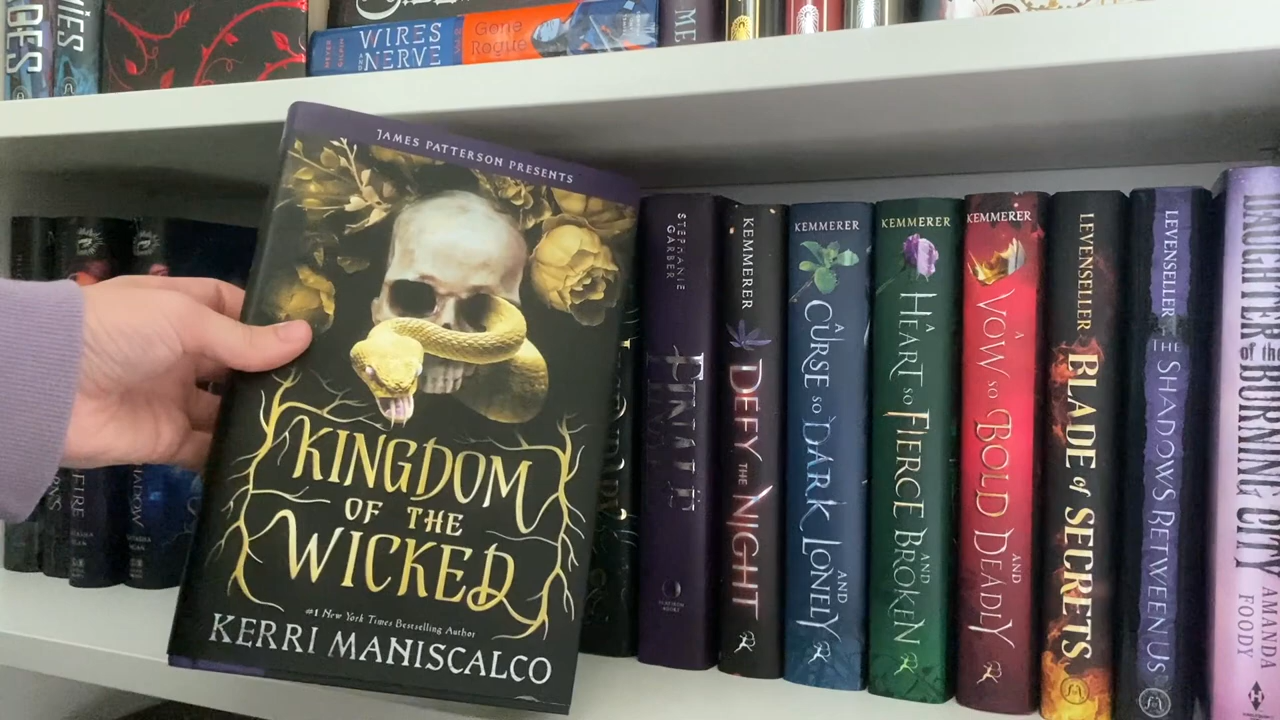 WIRES
AND
NERVE
Gone
Rogue
ME
JAMES PATTERSON PRESENTS
KINGDOM
OF THE
WICKED
#1 New York Times Bestselling Author
KERRI MANISCALCO
FIRE
STEPHANIE
GARBER
FINALE
KEMMERER
DEFY THE NIGHT
KEMMERER
A CURSE SO DARK AND LONELY
KEMMERER
A HEART SO FIERCE AND BROKEN
KEMMERER
A VOW SO BOLD AND DEADLY
LEVENSELLER
BLADE of SECRETS
LEVENSELLER
THE SHADOWS BETWEEN US
DAUGHTER
of the
BURNING CITY
AMANDA
FOODY